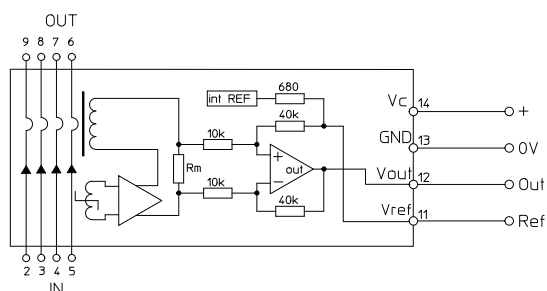 OUT
9 8 7 6
int REF
680
40k
10k
Rm
+
out
−
10k
40k
Vc 14 +
GND 13 0V
Vout 12 Out
Vref 11 Ref
2 3 4 5
IN